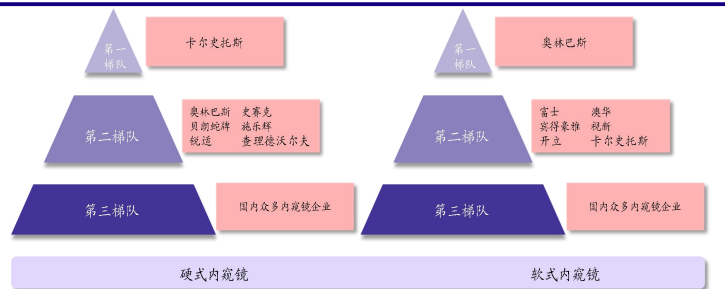 第一
梯队
卡尔史托斯
第二梯队
奥林巴斯 史赛克
贝朗蛇牌 施乐辉
锐适 查理德沃尔夫
第三梯队
国内众多内窥镜企业
硬式内窥镜
第一
梯队
奥林巴斯
第二梯队
富士 澳华
宾得豪雅 视新
开立 卡尔史托斯
第三梯队
国内众多内窥镜企业
软式内窥镜